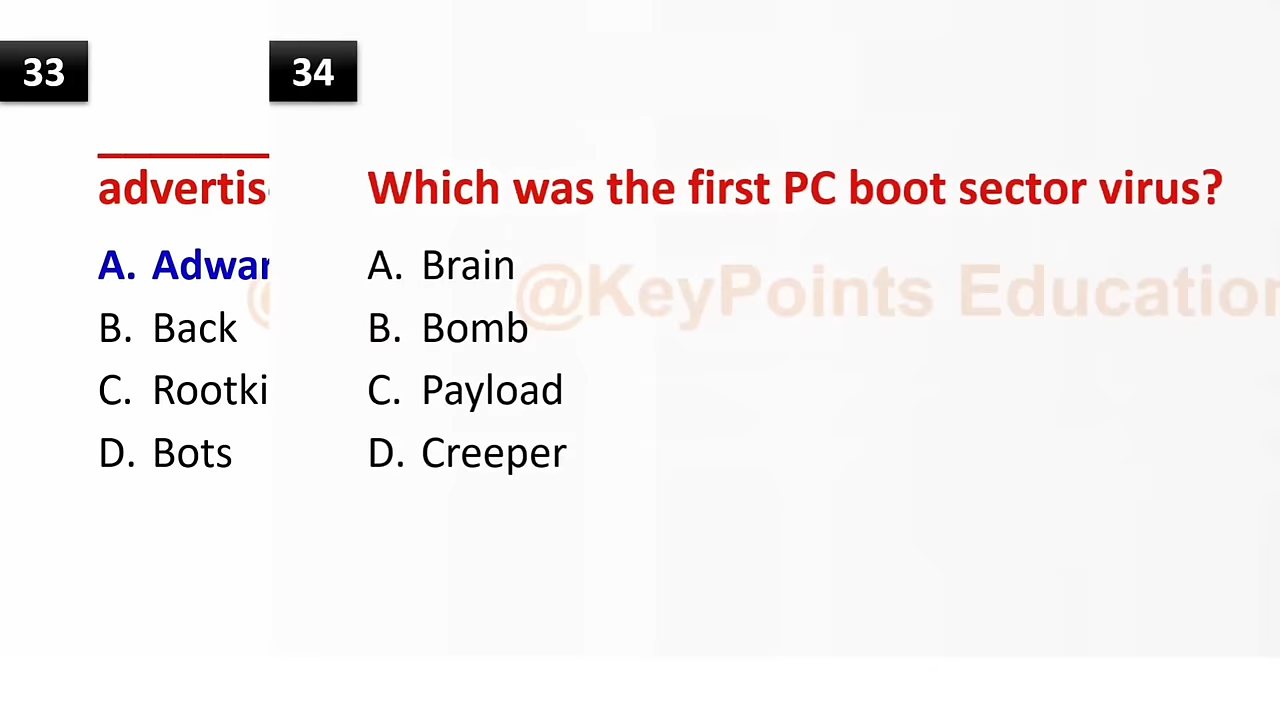 33
advertis
A. Adwar
B. Back
C. Rootki
D. Bots
34
Which was the first PC boot sector virus?
A. Brain
B. Bomb
C. Payload
D. Creeper
@KeyPoints Education